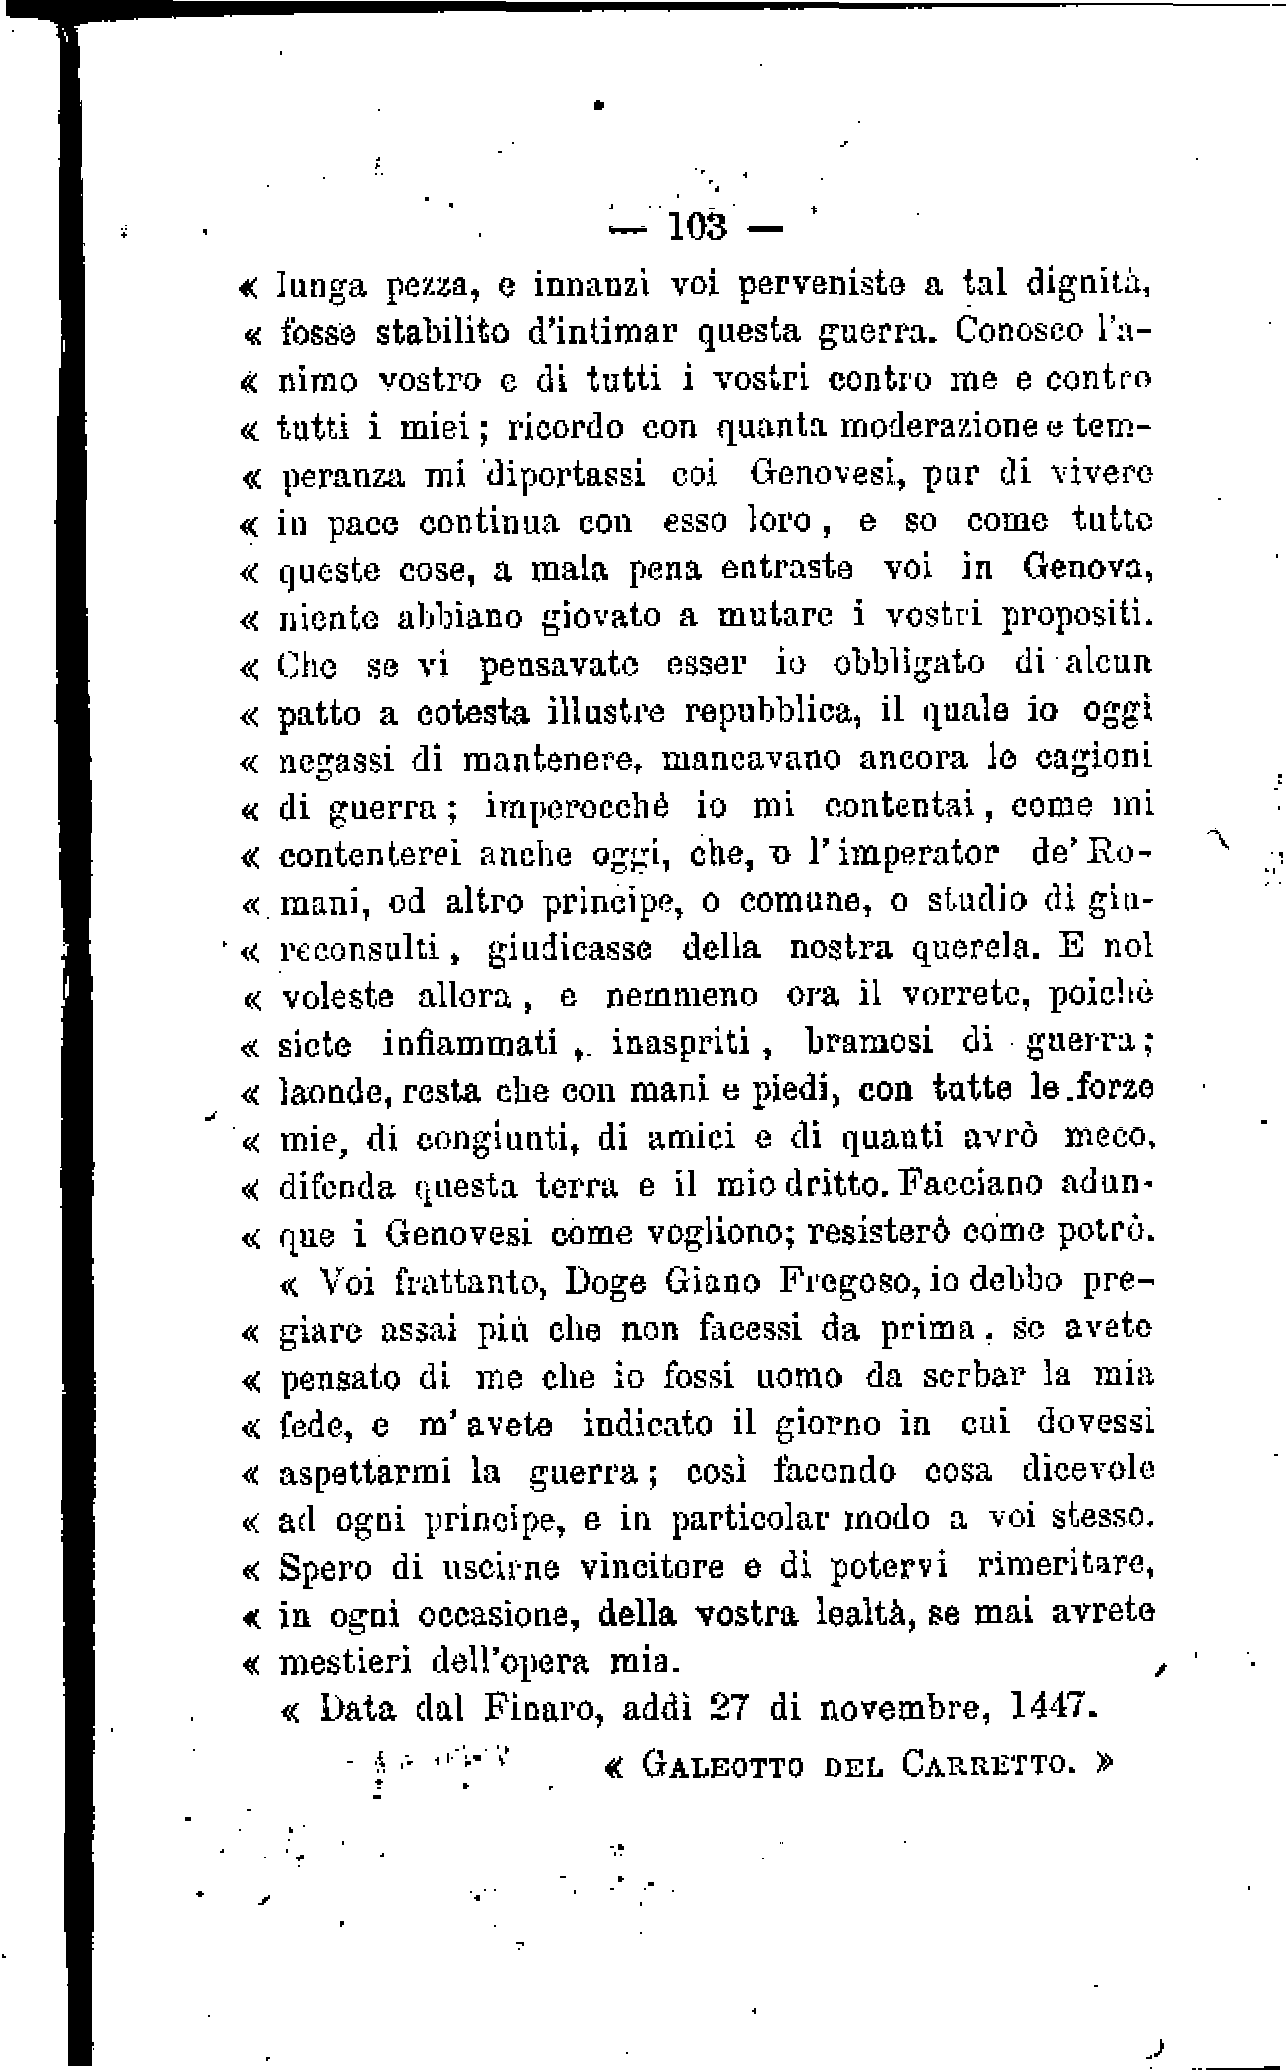 — 103 —
« lunga pezza, e innanzi voi perveniste a tal dignità,
« fosse stabilito d'intimar questa guerra. Conosco l'a-
« nimo vostro e di tutti i vostri contro me e contro
« tutti i miei; ricordo con quanta moderazione e tem-
« peranza mi diportassi coi Genovesi, pur di vivere
« in pace continua con esso loro, e so come tutte
« queste cose, a mala pena entraste voi in Genova,
« niente abbiano giovato a mutare i vostri propositi.
« Che se vi pensavate esser io obbligato di alcun
« patto a cotesta illustre repubblica, il quale io oggi
« negassi di mantenere, mancavano ancora le cagioni
« di guerra; imperocchè io mi contentai, come mi
« contenterei anche oggi, che, o l'imperator de' Ro-
« mani, od altro principe, o comune, o studio di giu-
« reconsulti, giudicasse della nostra querela. E nol
« voleste allora, e nemmeno ora il vorrete, poichè
« siete infiammati, inaspriti, bramosi di guerra;
« laonde, resta che con mani e piedi, con tutte le forze
« mie, di congiunti, di amici e di quanti avrò meco,
« difenda questa terra e il mio dritto. Facciano adun-
« que i Genovesi come vogliono; resisterò come potrò.
« Voi frattanto, Doge Giano Fregoso, io debbo pre-
« giare assai più che non facessi da prima, se avete
« pensato di me che io fossi uomo da serbar la mia
« fede, e m'avete indicato il giorno in cui dovessi
« aspettarmi la guerra; così facendo cosa dicevole
« ad ogni principe, e in particolar modo a voi stesso.
« Spero di uscirne vincitore e di potervi rimeritare,
« in ogni occasione, della vostra lealtà, se mai avrete
« mestieri dell'opera mia.
« Data dal Finaro, addì 27 di novembre, 1447.
« GALEOTTO DEL CARRETTO. »